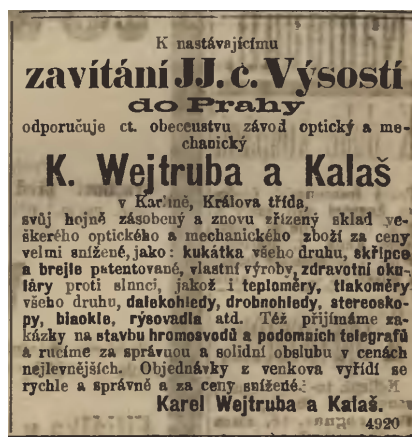 K nastávajícímu
zavítání JJ. c. Výsostí
do Prahy
odporučuje ct. obecenstvu závod optický a me-
chanický
K. Wejtruba a Kalaš
v Karlíně, Králova třída,
svůj hojně zásobený a znovu zřízený sklad ve-
škerého optického a mechanického zboží za ceny
velmi snížené, jako: kukátka všeho druhu, skřipce
a brejle patentované, vlastní výroby, zdravotní oku-
láry proti slunci, jakož i teploměry, tlakoměry
všeho druhu, dalekohledy, drobnohledy, stereosko-
py, binokle, rýsovadla atd. Též přijímáme za-
kázky na stavbu hromosvodů a podomních telegrafů
a ručíme za správnou a solidní obsluhu v cenách
nejlevnějších. Objednávky z venkova vyřídí se
rychle a správně a za ceny snížené.
Karel Wejtruba a Kalaš.
4920